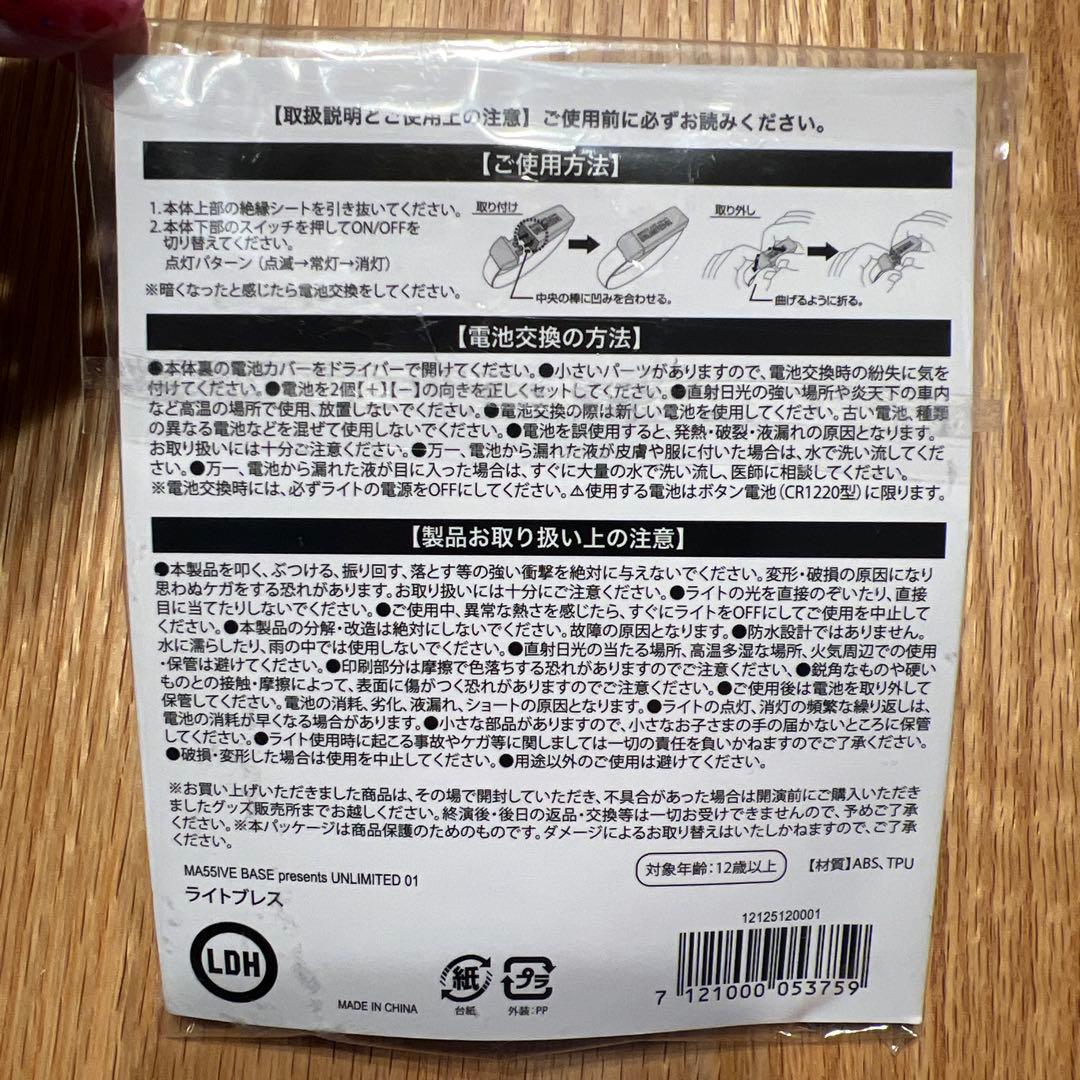 【取扱説明とご使用上の注意】ご使用前に必ずお読みください。
【ご使用方法】
1.本体上部の絶縁シートを引き抜いてください。
2.本体下部のスイッチを押してON/OFFを
切り替えてください。
点灯パターン（点滅→常灯→消灯）
※暗くなったと感じたら電池交換をしてください。
取り付け
中央の棒に凹みを合わせる。
取り外し
曲げるように折る。
【電池交換の方法】
●本体裏の電池カバーをドライバーで開けてください。●小さいパーツがありますので、電池交換時の紛失に気を
付けてください。●電池を2個【+】【−】の向きを正しくセットしてください。●直射日光の強い場所や炎天下の車内
など高温の場所で使用、放置しないでください。●電池交換の際は新しい電池を使用してください。古い電池、種類
の異なる電池などを混ぜて使用しないでください。●電池を誤使用すると、発熱・破裂・液漏れの原因となります。
お取り扱いには十分ご注意ください。●万一、電池から漏れた液が皮膚や服に付いた場合は、水で洗い流してくだ
さい。●万一、電池から漏れた液が目に入った場合は、すぐに大量の水で洗い流し、医師に相談してください。
※電池交換時には、必ずライトの電源をOFFにしてください。⚠使用する電池はボタン電池（CR1220型）に限ります。
【製品お取り扱い上の注意】
●本製品を叩く、ぶつける、振り回す、落とす等の強い衝撃を絶対に与えないでください。変形・破損の原因になり
思わぬケガをする恐れがあります。お取り扱いには十分にご注意ください。●ライトの光を直接のぞいたり、直接
目に当てたりしないでください。●ご使用中、異常な熱さを感じたら、すぐにライトをOFFにしてご使用を中止して
ください。●本製品の分解・改造は絶対にしないでください。故障の原因となります。●防水設計ではありません。
水に濡らしたり、雨の中では使用しないでください。●直射日光の当たる場所、高温多湿な場所、火気周辺での使用
・保管は避けてください。●印刷部分は摩擦で色落ちする恐れがありますのでご注意ください、●鋭角なものや硬い
ものとの接触・摩擦によって、表面に傷がつく恐れがありますのでご注意ください。●ご使用後は電池を取り外して
保管してください。電池の消耗、劣化、液漏れ、ショートの原因となります。●ライトの点灯、消灯の頻繁な繰り返しは、
電池の消耗が早くなる場合があります。●小さな部品がありますので、小さなお子さまの手の届かないところに保管
してください。●ライト使用時に起こる事故やケガ等に関しましては一切の責任を負いかねますのでご了承ください。
●破損・変形した場合は使用を中止してください。●用途以外のご使用は避けてください。
※お買い上げいただきました商品は、その場で開封していただき、不具合があった場合は開演前にご購入いただき
ましたグッズ販売所までお越しください。終演後・後日の返品・交換等は一切お受けできませんので、予めご了承
ください。※本パッケージは商品保護のためのものです。ダメージによるお取り替えはいたしかねますので、ご了承
ください。
MA55IVE BASE presents UNLIMITED 01
ライトブレス
対象年齢：12歳以上
【材質】ABS、TPU
LDH
MADE IN CHINA
紙
台紙
プラ
外装：PP
12125120001
7 121000 053759